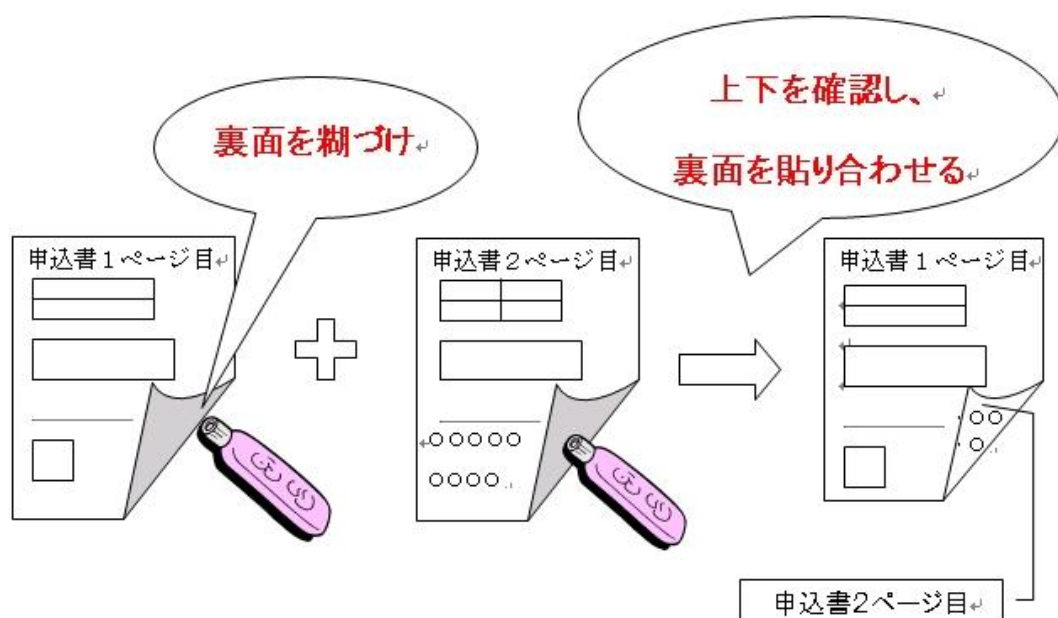 裏面を糊づけ
上下を確認し、
裏面を貼り合わせる
申込書１ページ目
申込書２ページ目
○○○○○
○○○○
申込書１ページ目
○○
○
申込書2ページ目